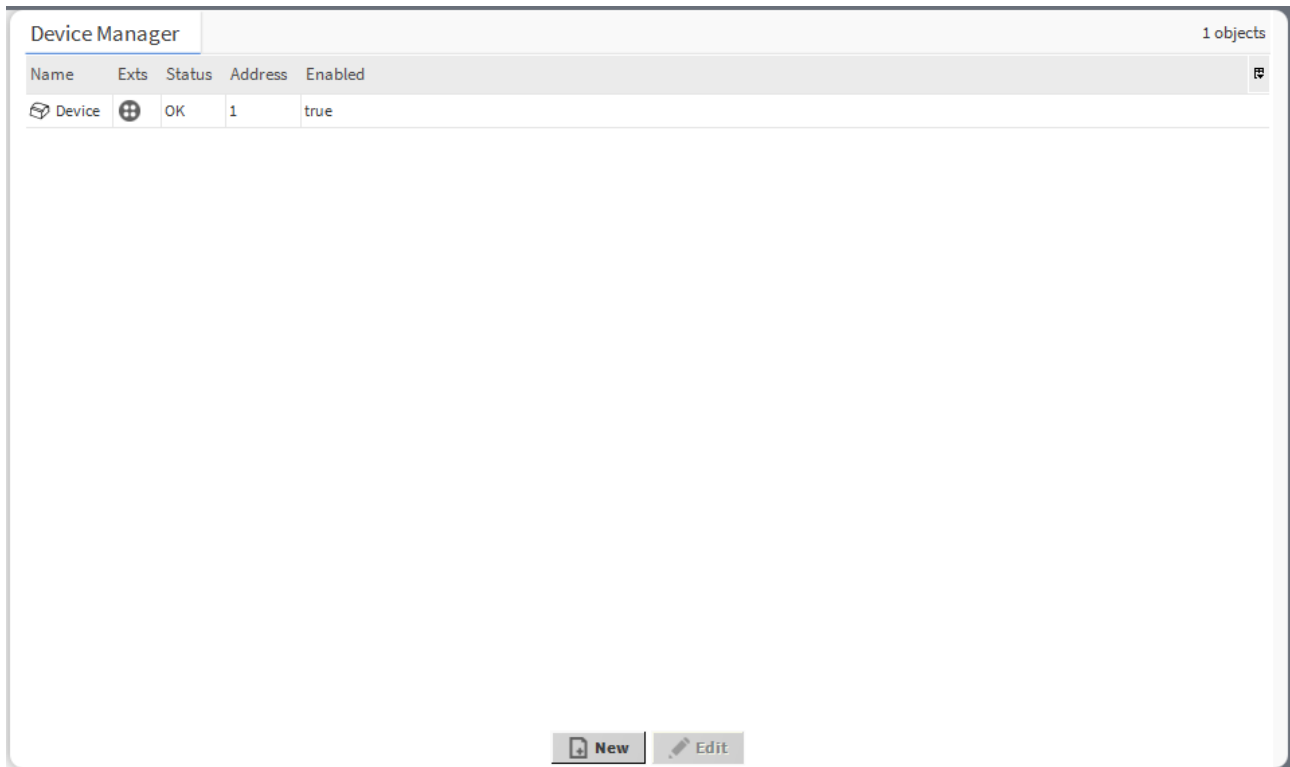 Device Manager 1 objects
Name Exts Status Address Enabled
Device OK 1 true
New Edit